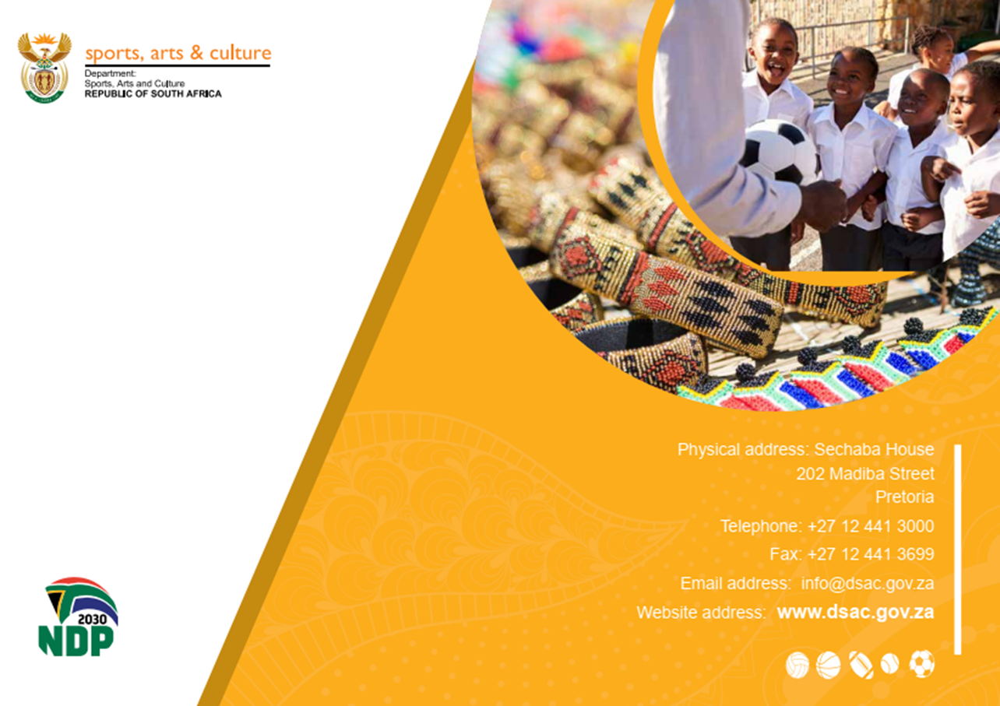 sports, arts & culture
Department:
Sports, Arts and Culture
REPUBLIC OF SOUTH AFRICA
Physical address: Sechaba House
202 Madiba Street
Pretoria
Telephone: +27 12 441 3000
Fax: +27 12 441 3699
Email address: info@dsac.gov.za
Website address: www.dsac.gov.za
2030
NDP